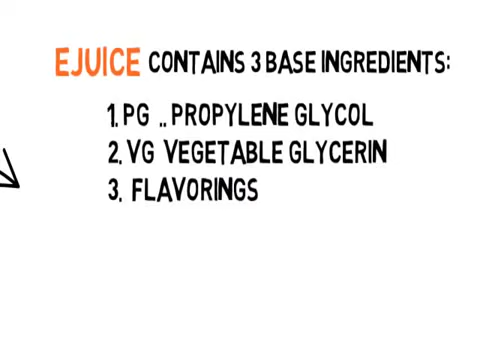 EJUICE CONTAINS 3 BASE INGREDIENTS:
1. PG .. PROPYLENE GLYCOL
2. VG VEGETABLE GLYCERIN
3. FLAVORINGS